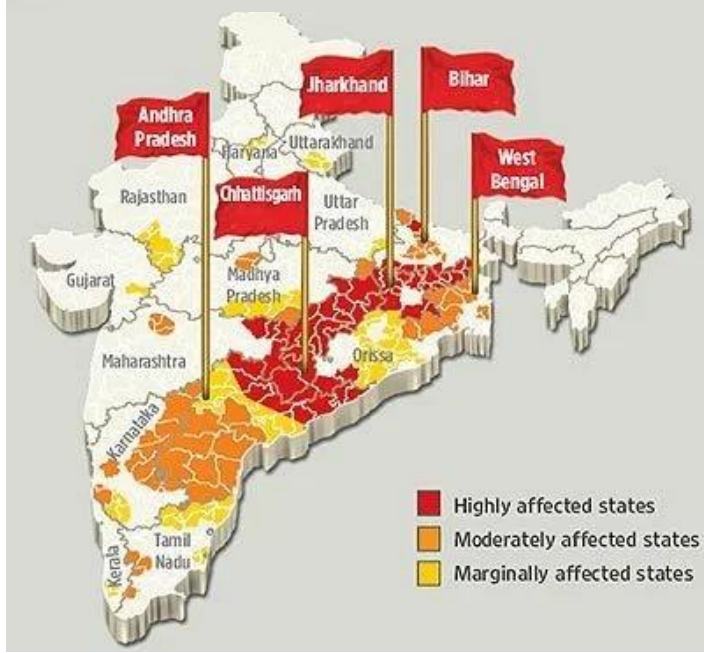 Jharkhand
Bihar
Andhra
Pradesh
Haryana
Uttarakhand
West
Bengal
Rajasthan
Chhattisgarh
Uttar
Pradesh
Gujarat
Madhya
Pradesh
Maharashtra
Orissa
Karnataka
Highly affected states
Moderately affected states
Marginally affected states
Kerala
Tamil
Nadu